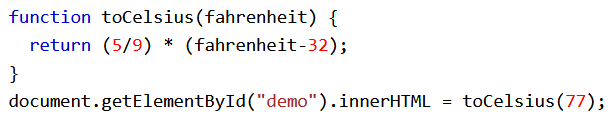 function toCelsius(fahrenheit) {
  return (5/9) * (fahrenheit-32);
}
document.getElementById("demo").innerHTML = toCelsius(77);